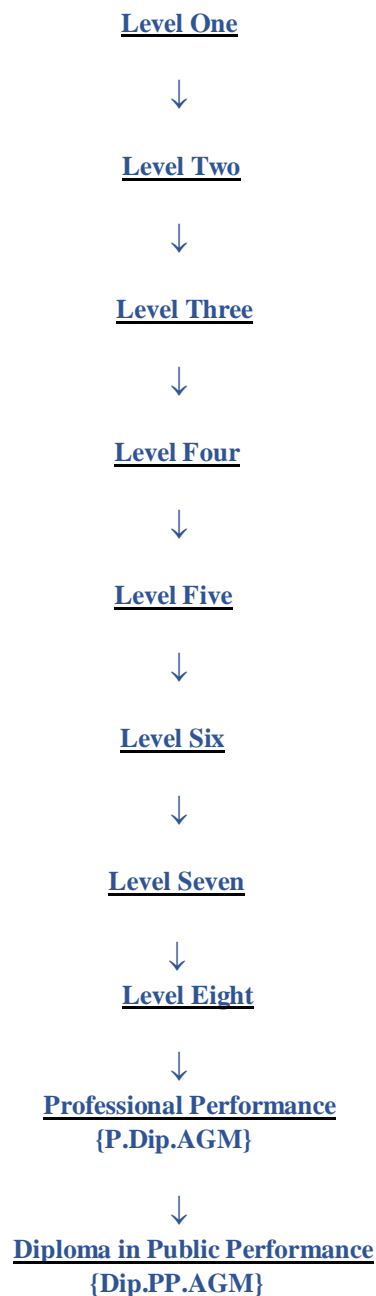 Level One
↓
Level Two
↓
Level Three
↓
Level Four
↓
Level Five
↓
Level Six
↓
Level Seven
↓
Level Eight
↓
Professional Performance
{P.Dip.AGM}
↓
Diploma in Public Performance
{Dip.PP.AGM}